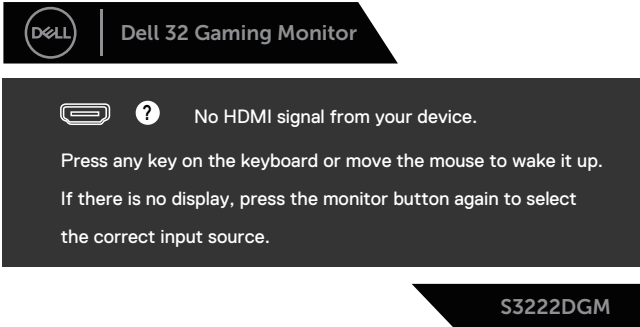 DELL
Dell 32 Gaming Monitor
? No HDMI signal from your device.
Press any key on the keyboard or move the mouse to wake it up.
If there is no display, press the monitor button again to select
the correct input source.
S3222DGM